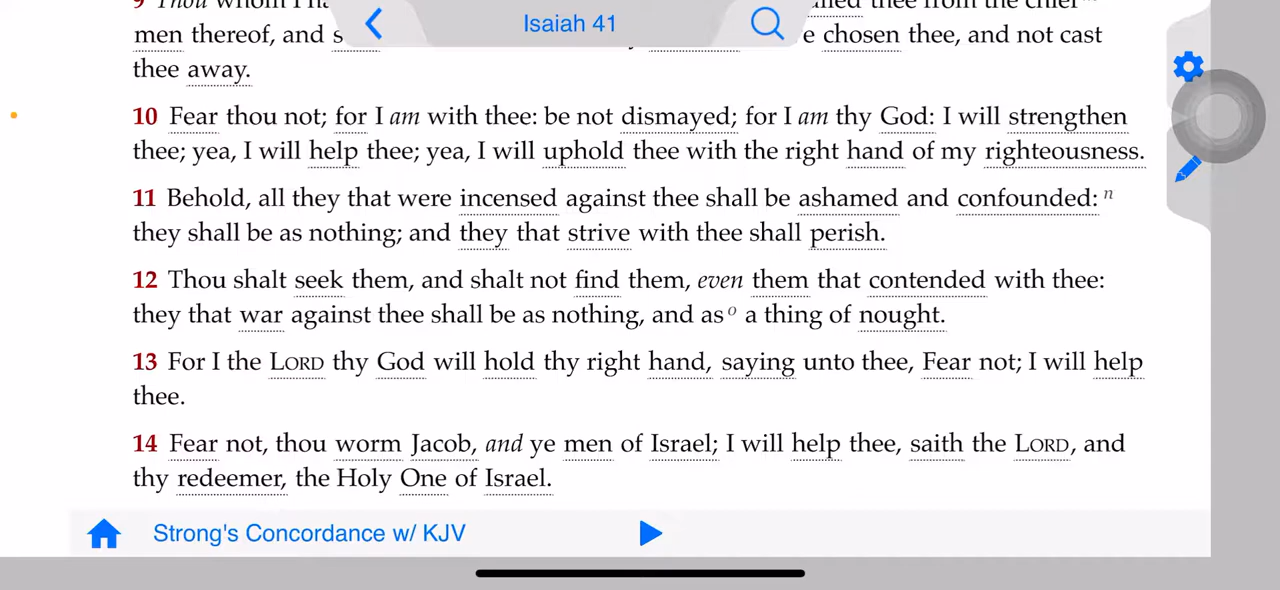 9 Thou whom I
thee from the chief m
Isaiah 41
men thereof, and
chosen thee, and not cast
thee away.
10 Fear thou not; for I am with thee: be not dismayed; for I am thy God: I will strengthen
thee; yea, I will help thee; yea, I will uphold thee with the right hand of my righteousness.
11 Behold, all they that were incensed against thee shall be ashamed and confounded: n
they shall be as nothing; and they that strive with thee shall perish.
12 Thou shalt seek them, and shalt not find them, even them that contended with thee:
they that war against thee shall be as nothing, and as o a thing of nought.
13 For I the LORD thy God will hold thy right hand, saying unto thee, Fear not; I will help
thee.
14 Fear not, thou worm Jacob, and ye men of Israel; I will help thee, saith the LORD, and
thy redeemer, the Holy One of Israel.
Strong's Concordance w/ KJV